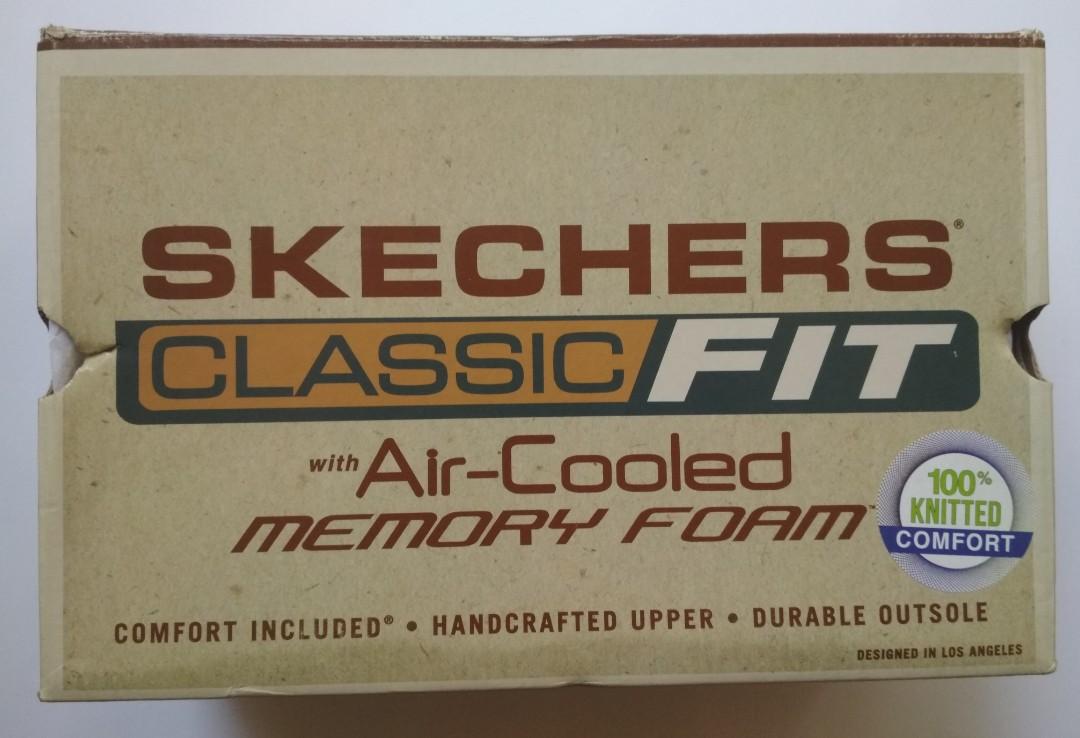 SKECHERS®
CLASSIC FIT
with Air-Cooled
MEMORY FOAM™
100%
KNITTED
COMFORT
COMFORT INCLUDED® • HANDCRAFTED UPPER • DURABLE OUTSOLE
DESIGNED IN LOS ANGELES